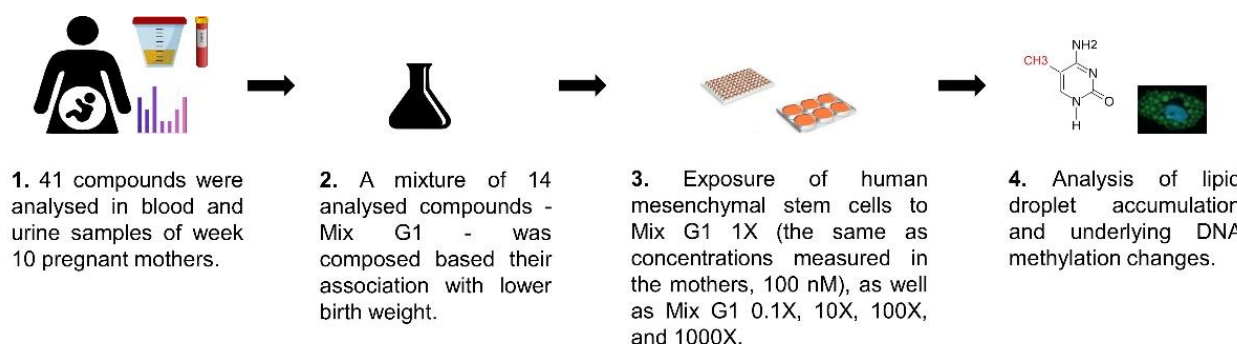 CH3
NH2
N
N
O
H
1. 41 compounds were
analysed in blood and
urine samples of week
10 pregnant mothers.
2. A mixture of 14
analysed compounds -
Mix G1 - was
composed based their
association with lower
birth weight.
3. Exposure of human
mesenchymal stem cells to
Mix G1 1X (the same as
concentrations measured in
the mothers, 100 nM), as well
as Mix G1 0.1X, 10X, 100X,
and 1000X.
4. Analysis of lipid
droplet accumulation
and underlying DNA
methylation changes.